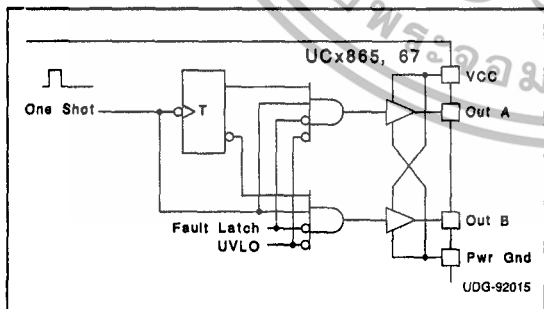 UCx865, 67
VCC
One Shot
T
Out A
Fault Latch
UVLO
Out B
Pwr Gnd
UDG-92015